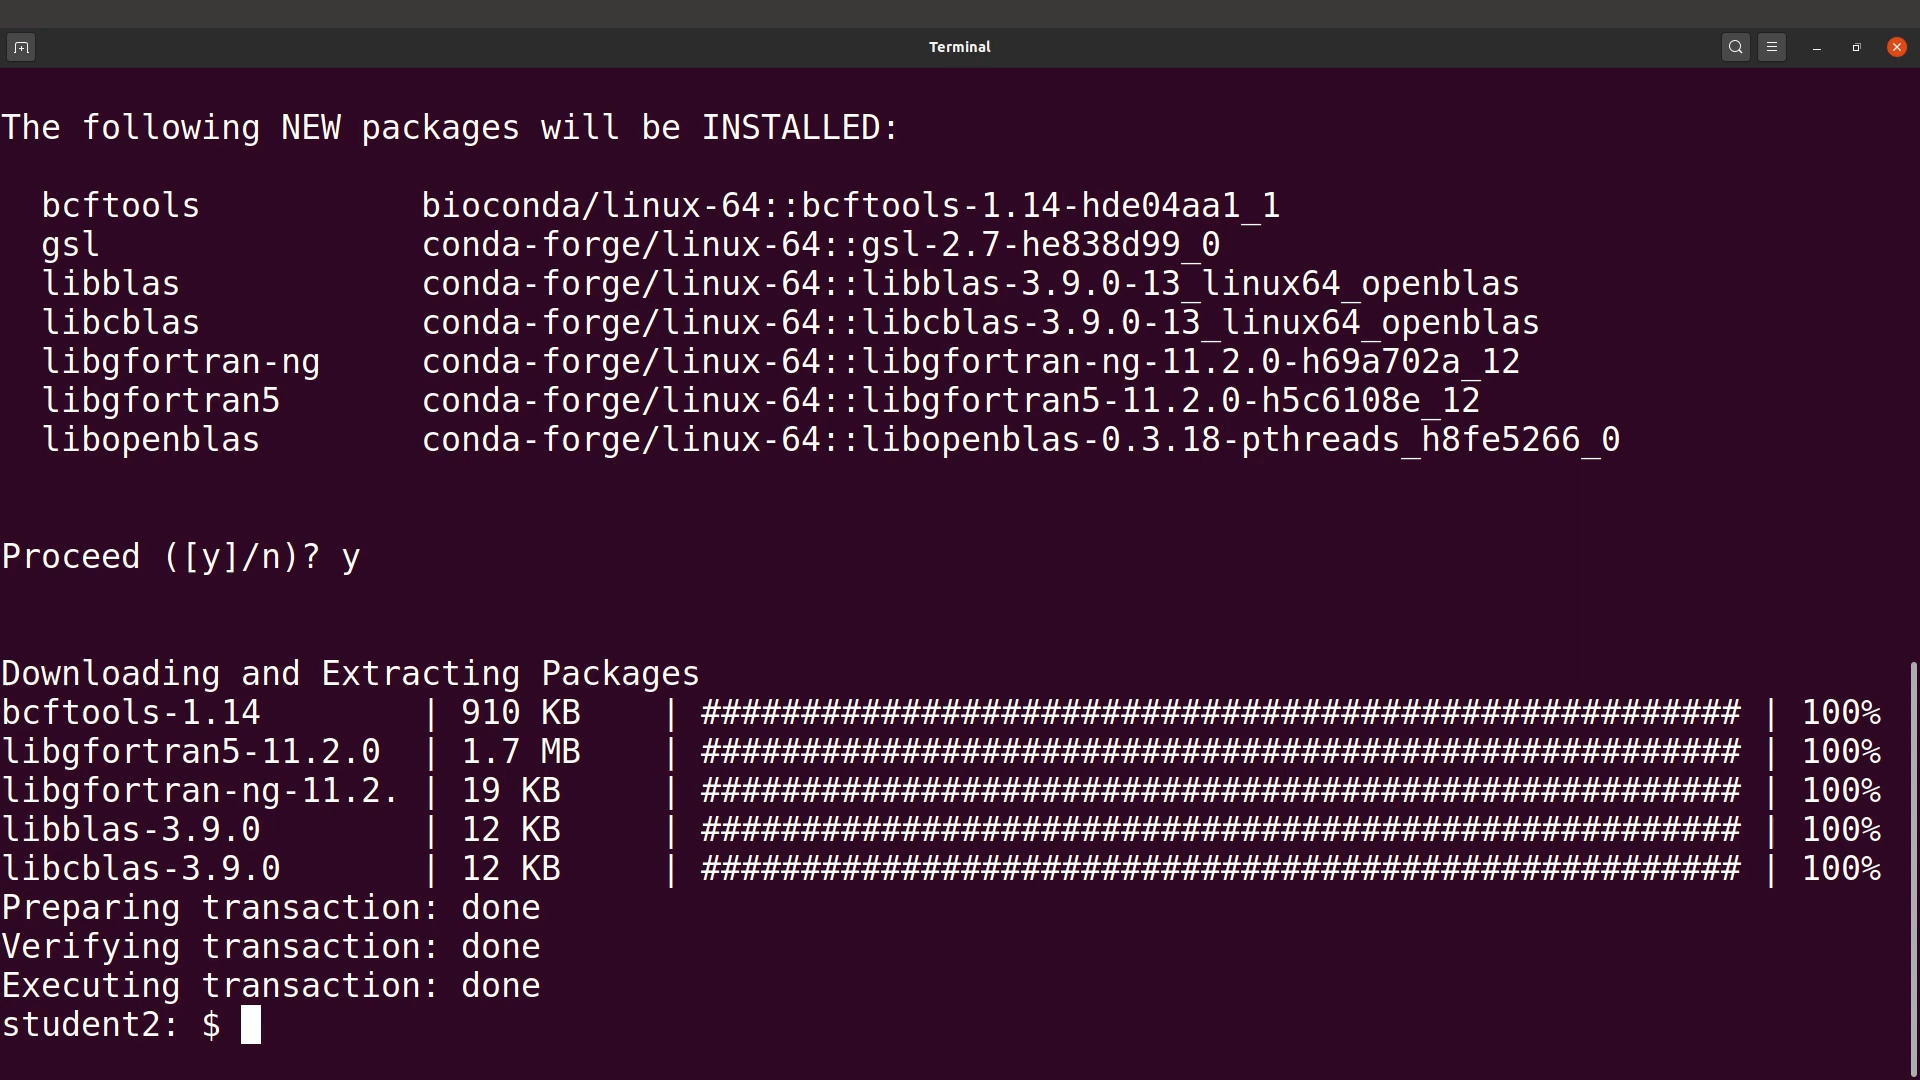 Terminal
The following NEW packages will be INSTALLED:
bcftools bioconda/linux-64::bcftools-1.14-hde04aa1_1
gsl conda-forge/linux-64::gsl-2.7-he838d99_0
libblas conda-forge/linux-64::libblas-3.9.0-13_linux64_openblas
libcblas conda-forge/linux-64::libcblas-3.9.0-13_linux64_openblas
libgfortran-ng conda-forge/linux-64::libgfortran-ng-11.2.0-h69a702a_12
libgfortran5 conda-forge/linux-64::libgfortran5-11.2.0-h5c6108e_12
libopenblas conda-forge/linux-64::libopenblas-0.3.18-pthreads_h8fe5266_0
Proceed ([y]/n)? y
Downloading and Extracting Packages
bcftools-1.14 | 910 KB | #################################################### | 100%
libgfortran5-11.2.0 | 1.7 MB | #################################################### | 100%
libgfortran-ng-11.2. | 19 KB | #################################################### | 100%
libblas-3.9.0 | 12 KB | #################################################### | 100%
libcblas-3.9.0 | 12 KB | #################################################### | 100%
Preparing transaction: done
Verifying transaction: done
Executing transaction: done
student2: $